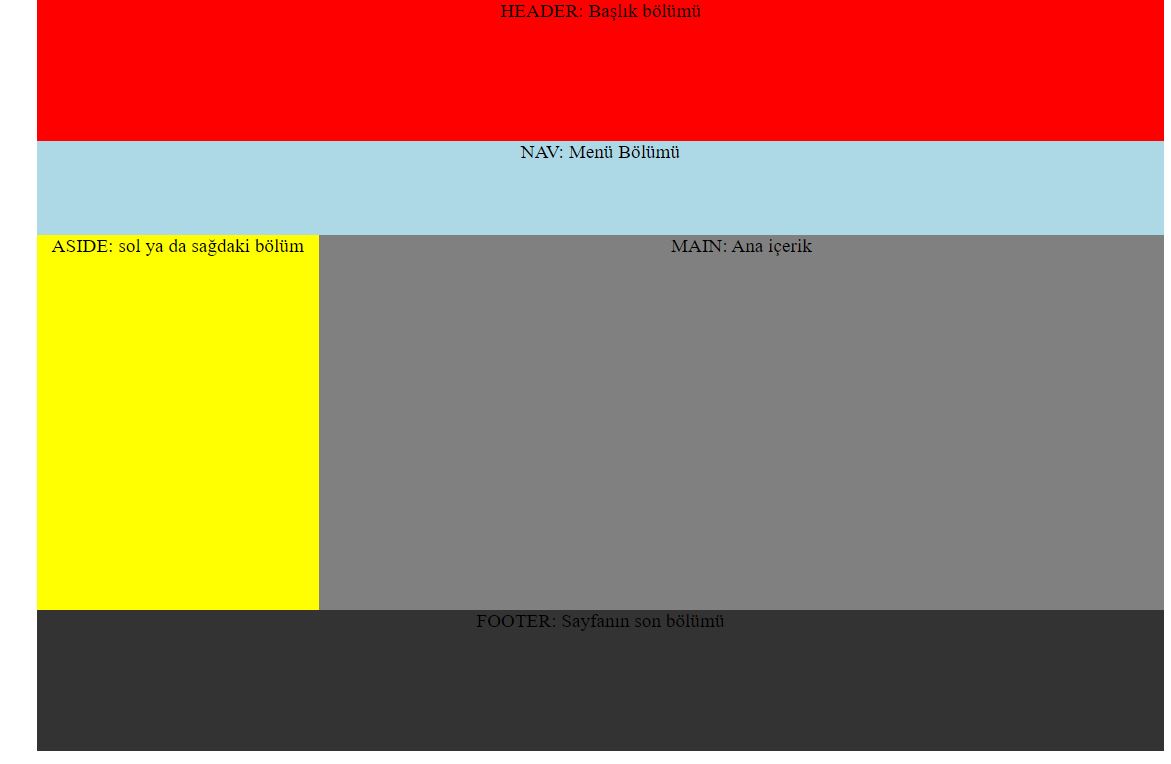 HEADER: Başlık bölümü
NAV: Menü Bölümü
ASIDE: sol ya da sağdaki bölüm
MAIN: Ana içerik
FOOTER: Sayfanın son bölümü